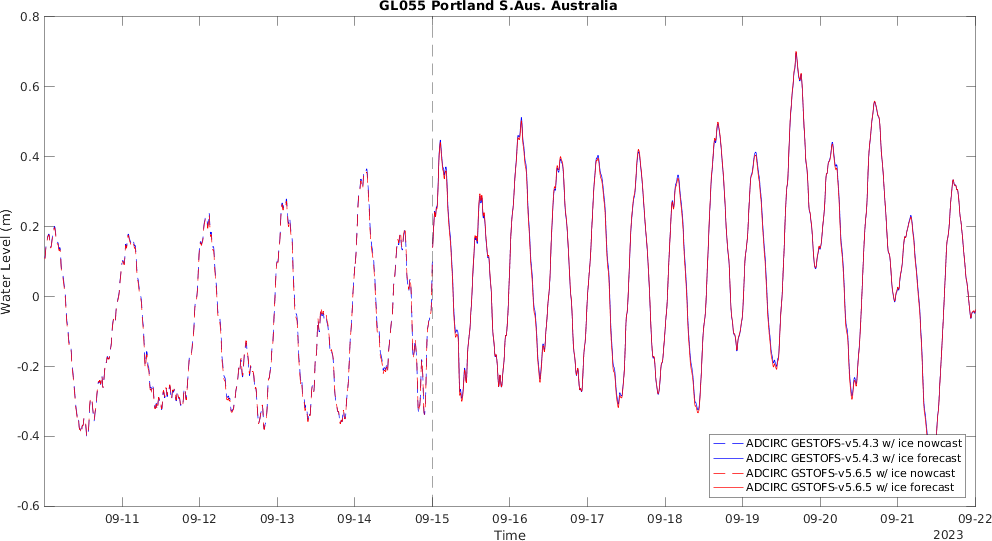 GL055 Portland S.Aus. Australia
0.8
0.6
0.4
0.2
0
-0.2
-0.4
-0.6
Water Level (m)
ADCIRC GESTOFS-v5.4.3 w/ ice nowcast
ADCIRC GESTOFS-v5.4.3 w/ ice forecast
ADCIRC GSTOFS-v5.6.5 w/ ice nowcast
ADCIRC GSTOFS-v5.6.5 w/ ice forecast
09-11 09-12 09-13 09-14 09-15 09-16 09-17 09-18 09-19 09-20 09-21 09-22
Time
2023